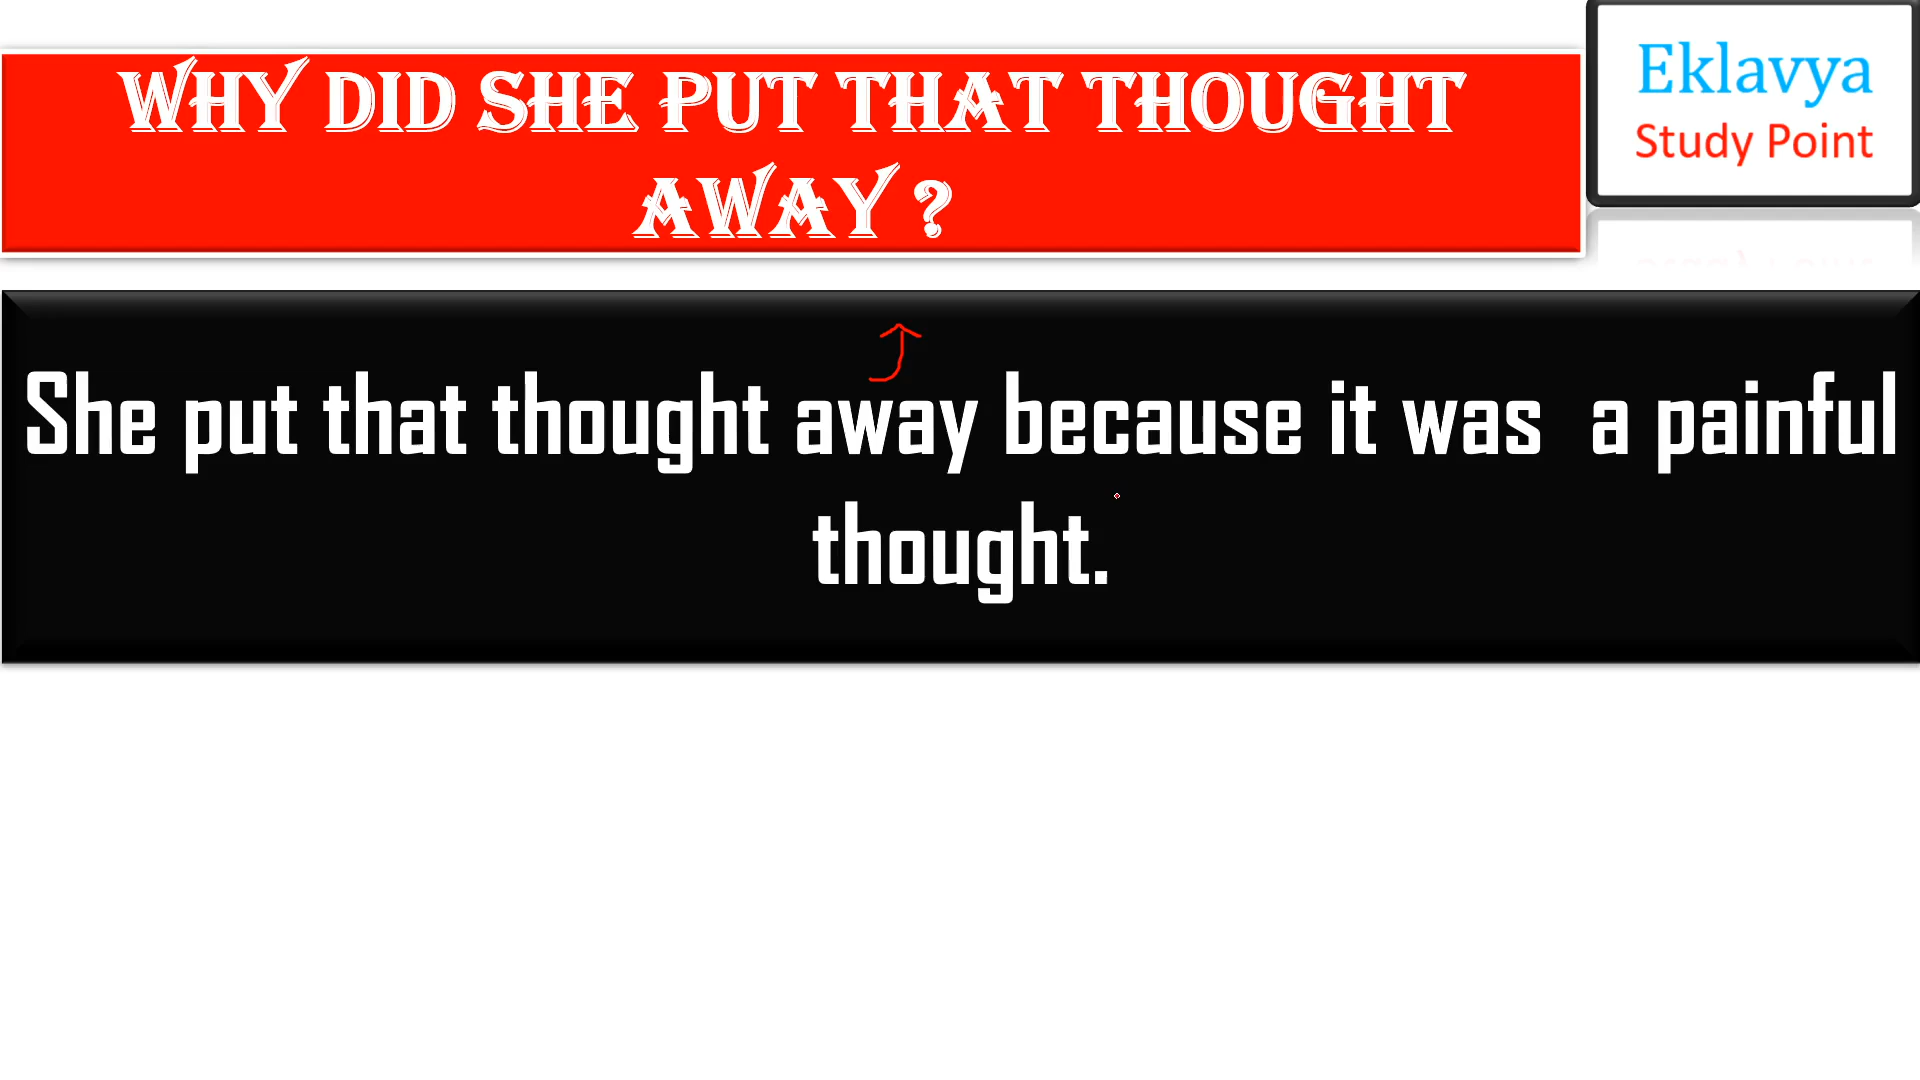 WHY DID SHE PUT THAT THOUGHT
AWAY ?
Eklavya
Study Point
She put that thought away because it was  a painful
thought.